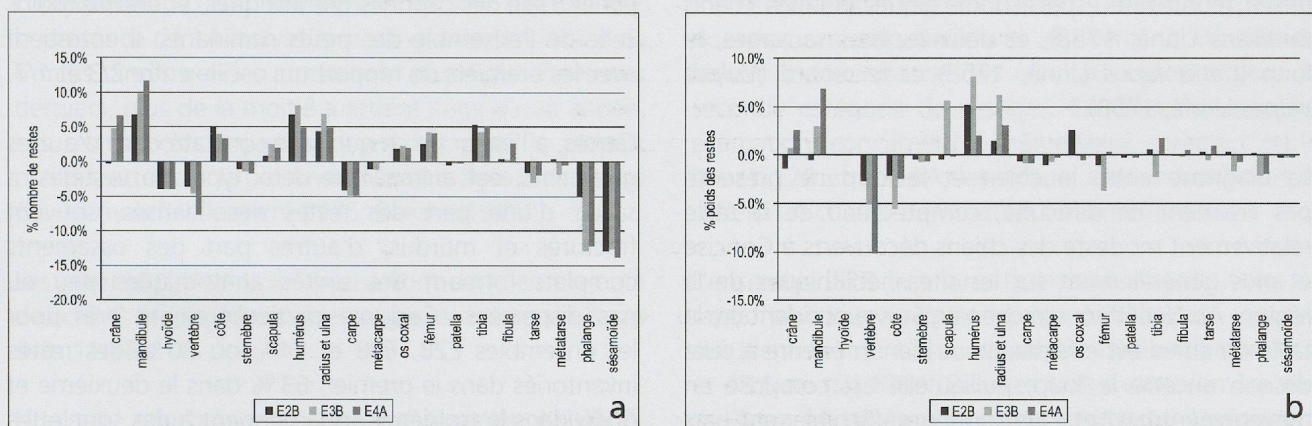 15.0%
10.0%
5.0%
0.0%
-5.0%
-10.0%
-15.0%
-20.0%
% nombre de restes
crâne
mandibule
hyoïde
vertèbre
côte
sternèbre
scapula
humérus
radius et ulna
carpe
métacarpe
os coxal
fémur
patella
tibia
fibula
tarse
métatarse
phalange
sésamoïde
E2B E3B E4A
a
10.0%
5.0%
0.0%
-5.0%
-10.0%
-15.0%
% poids des restes
crâne
mandibule
hyoïde
vertèbre
côte
sternèbre
scapula
humérus
radius et ulna
carpe
métacarpe
os coxal
fémur
patella
tibia
fibula
tarse
métatarse
phalange
sésamoïde
E2B E3B E4A
b